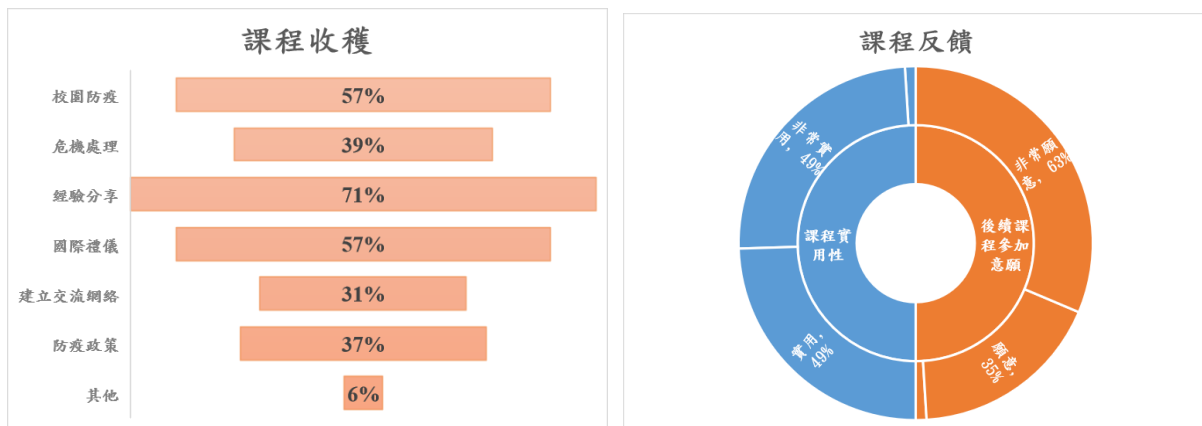 課程收穫
校園防疫
57%
危機處理
39%
經驗分享
71%
國際禮儀
57%
建立交流網絡
31%
防疫政策
37%
其他
6%
課程反饋
非常實
用, 49%
非常願
意, 63%
課程實
用性
後續課
程參加
意願
實用,
49%
願意,
35%